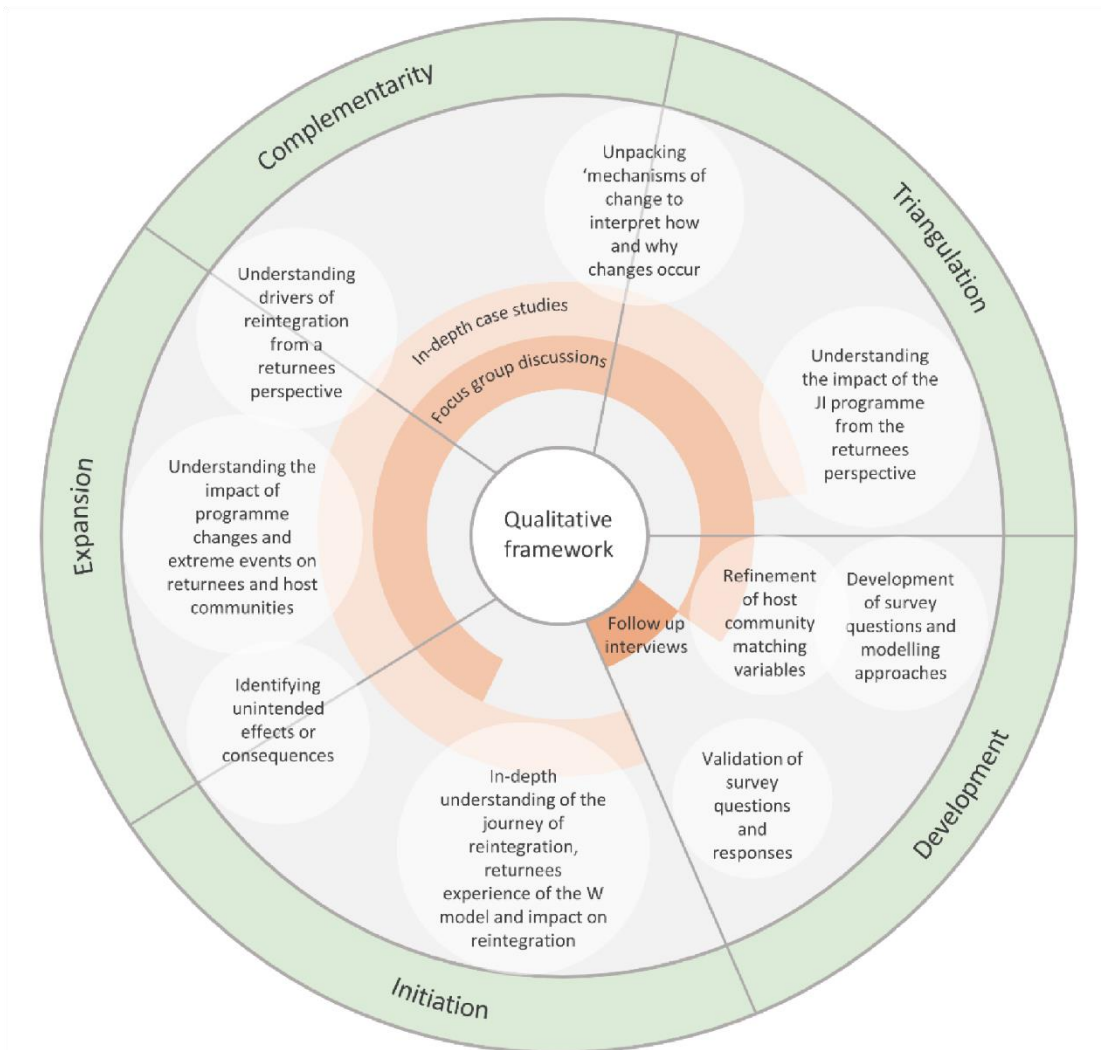 Complementarity
Triangulation
Unpacking
‘mechanisms of
change to
interpret how
and why
changes occur
Understanding
drivers of
reintegration
from a
returnees
perspective
In-depth case studies
Focus group discussions
Understanding
the impact of the
JI programme
from the
returnees
perspective
Expansion
Understanding the
impact of
programme
changes and
extreme events on
returnees and host
communities
Qualitative
framework
Refinement
of host
community
matching
variables
Development
of survey
questions and
modelling
approaches
Follow up
interviews
Identifying
unintended
effects or
consequences
Validation of
survey
questions
and
responses
Development
In-depth
understanding of the
journey of
reintegration,
returnees
experience of the W
model and impact on
reintegration
Initiation